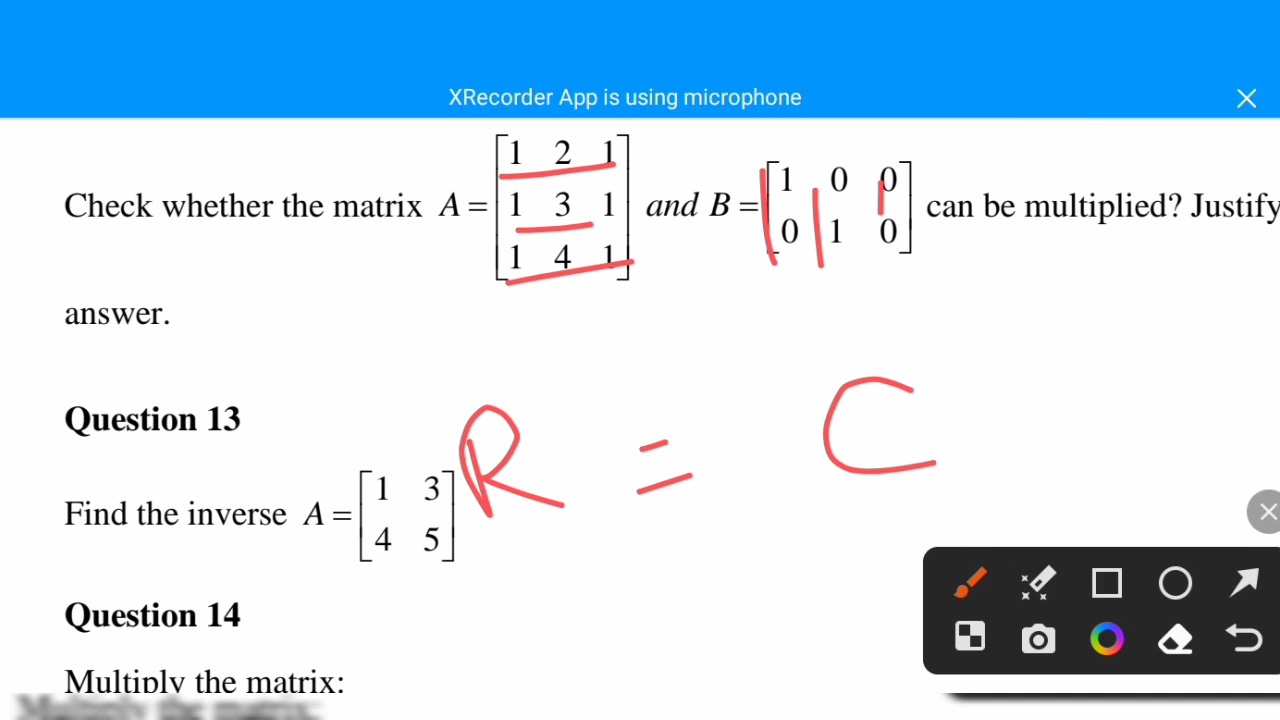 XRecorder App is using microphone
Check whether the matrix A = [1 2 1; 1 3 1; 1 4 1] and B = [1 0 0; 0 1 0] can be multiplied? Justify
answer.
Question 13
R = C
Find the inverse A = [1 3; 4 5]
Question 14
Multiply the matrix: